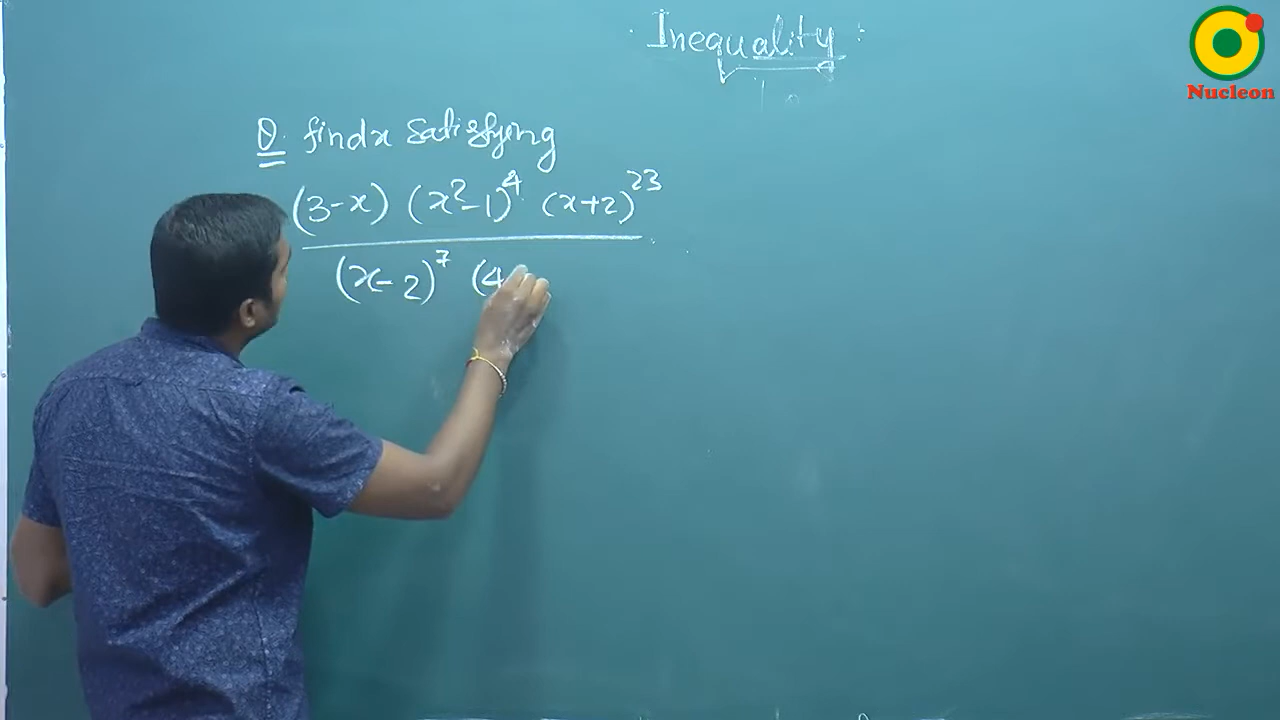 Inequality :
Nucleon
Q. find x satisfying
(3-x) (x²-1)⁴ (x+2)²³
(x-2)⁷ (4